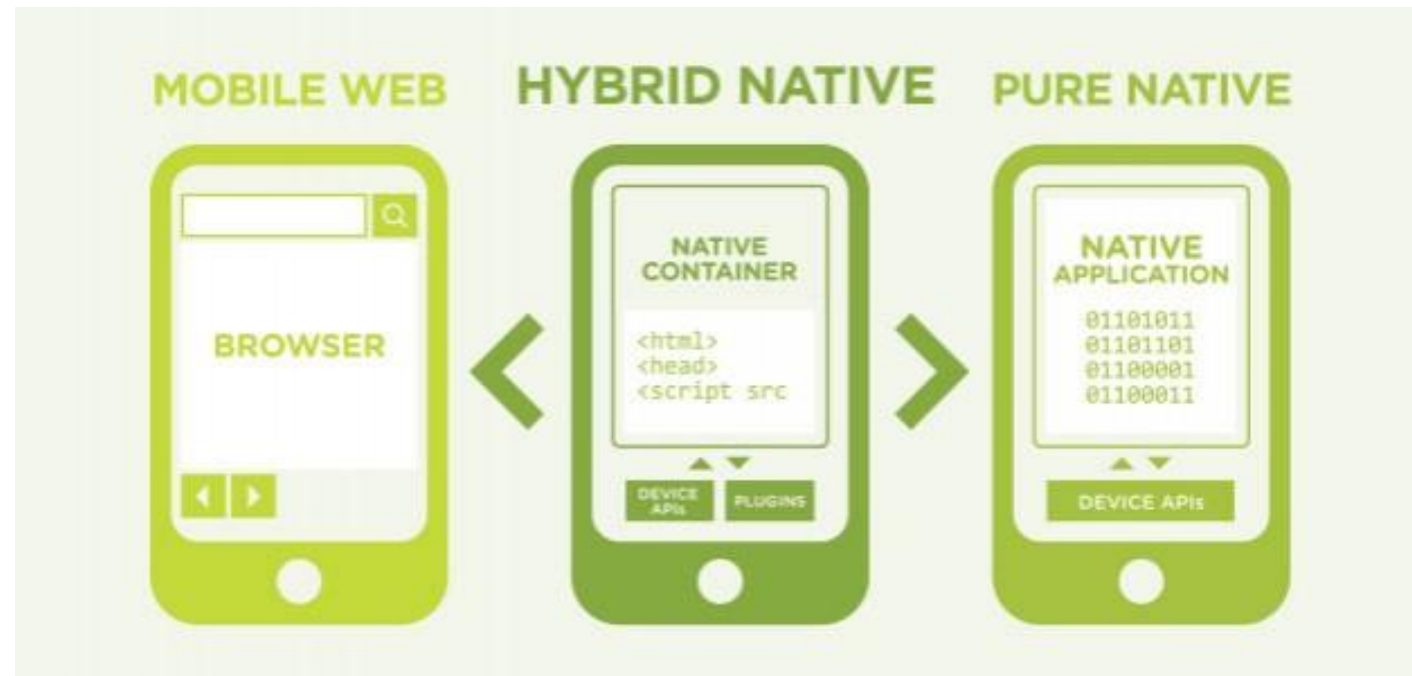 MOBILE WEB
HYBRID NATIVE
PURE NATIVE
BROWSER
NATIVE
CONTAINER
<html>
<head>
<script src
DEVICE
APIs
PLUGINS
NATIVE
APPLICATION
01101011
01101101
01100001
01100011
DEVICE APIs